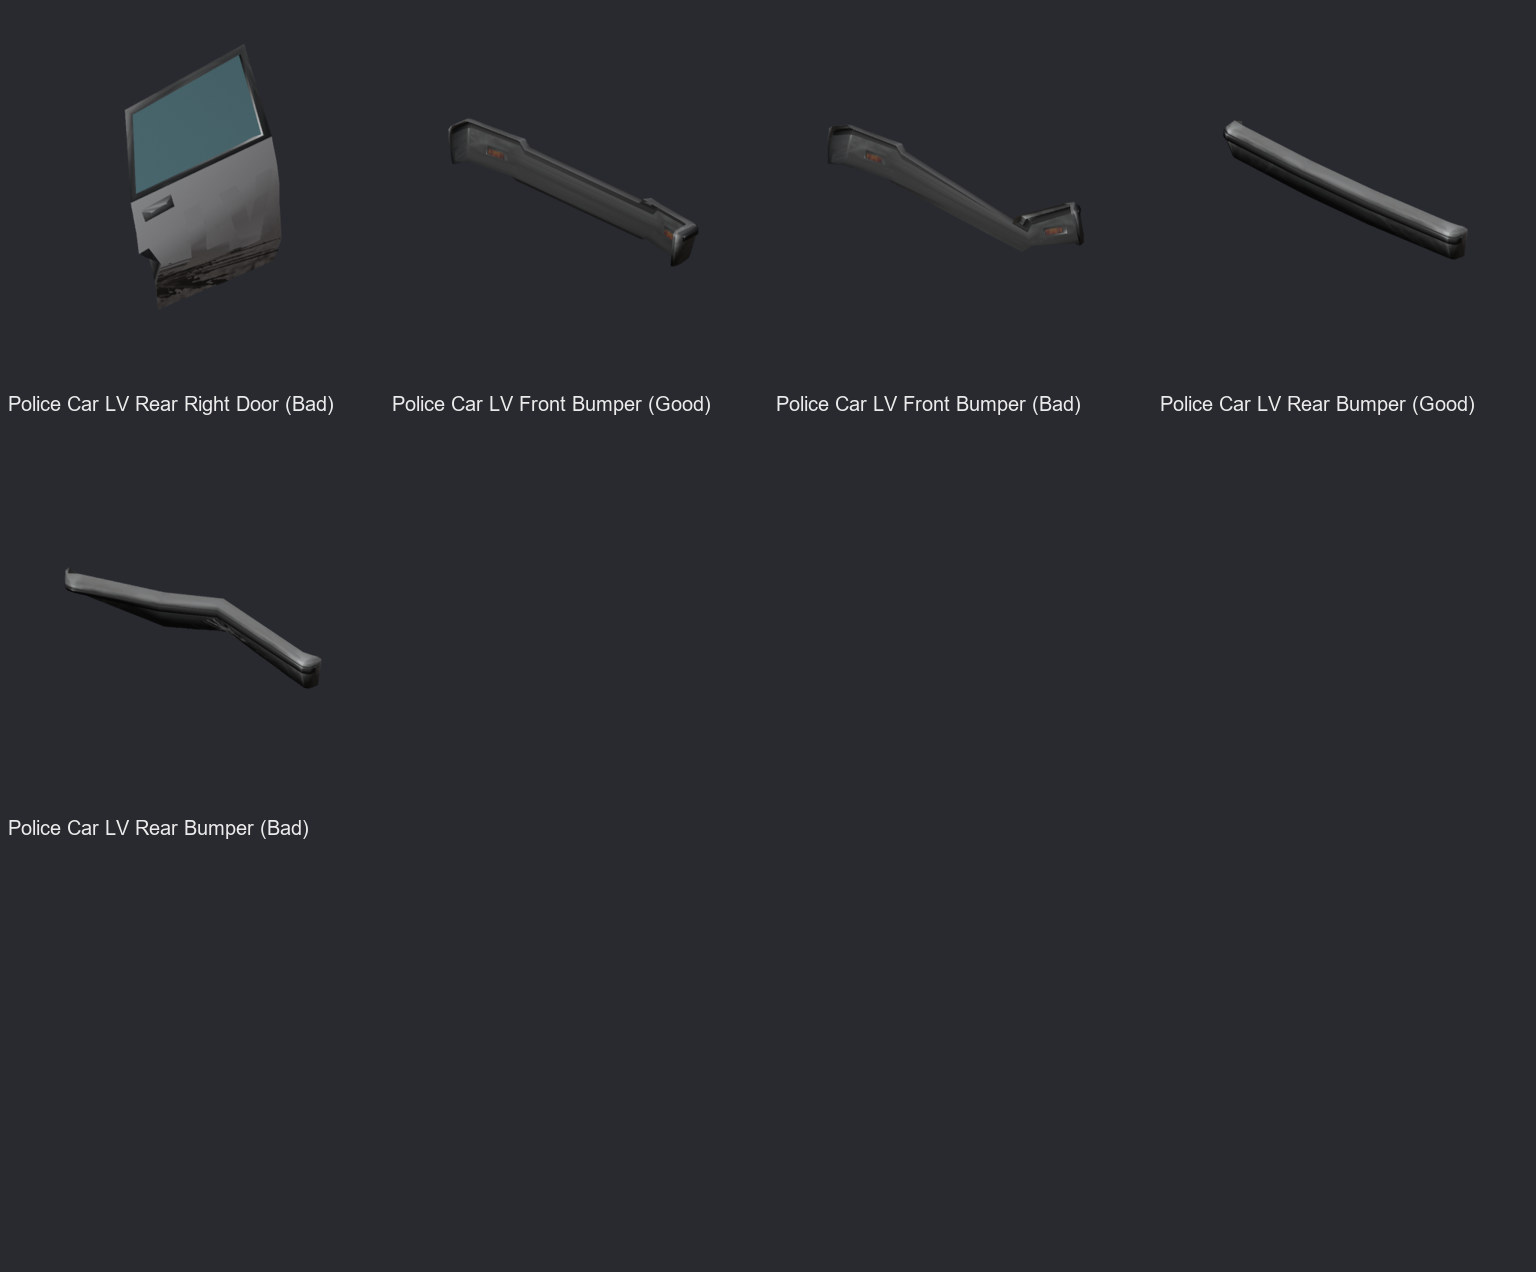 Police Car LV Rear Right Door (Bad)
Police Car LV Front Bumper (Good)
Police Car LV Front Bumper (Bad)
Police Car LV Rear Bumper (Good)
Police Car LV Rear Bumper (Bad)